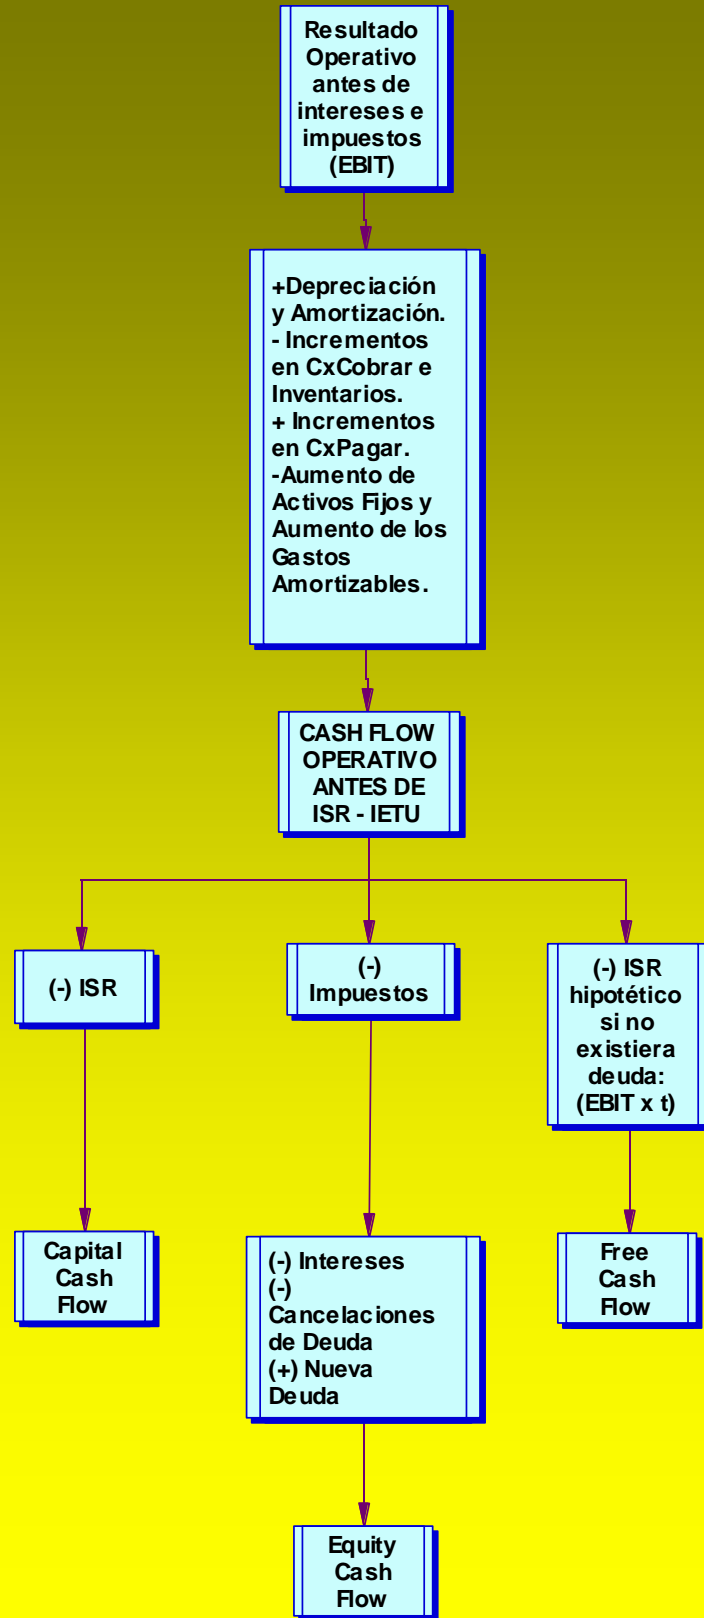 Resultado
Operativo
antes de
intereses e
impuestos
(EBIT)
+Depreciación
y Amortización.
- Incrementos
en CxCobrar e
Inventarios.
+ Incrementos
en CxPagar.
-Aumento de
Activos Fijos y
Aumento de los
Gastos
Amortizables.
CASH FLOW
OPERATIVO
ANTES DE
ISR - IETU
(-) ISR
(-)
Impuestos
(-) ISR
hipotético
si no
existiera
deuda:
(EBIT x t)
Capital
Cash
Flow
(-) Intereses
(-)
Cancelaciones
de Deuda
(+) Nueva
Deuda
Free
Cash
Flow
Equity
Cash
Flow